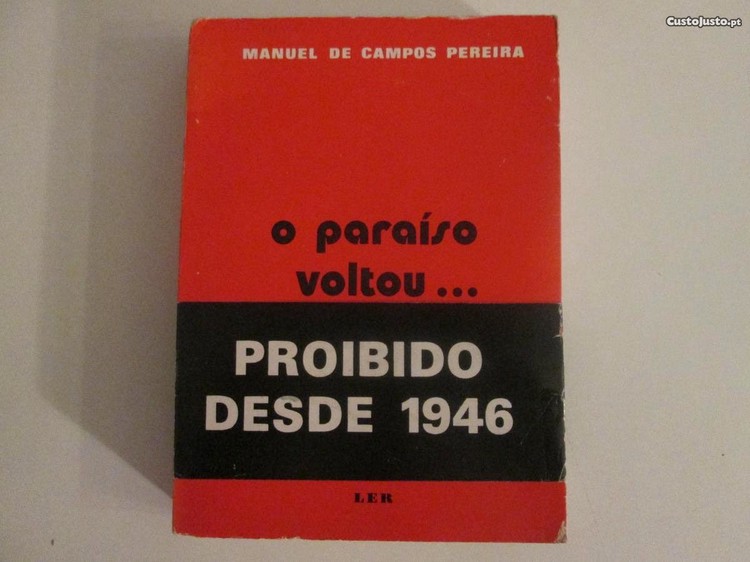 CustoJusto.pt
MANUEL DE CAMPOS PEREIRA
o paraíso
voltou...
PROIBIDO
DESDE 1946
LER